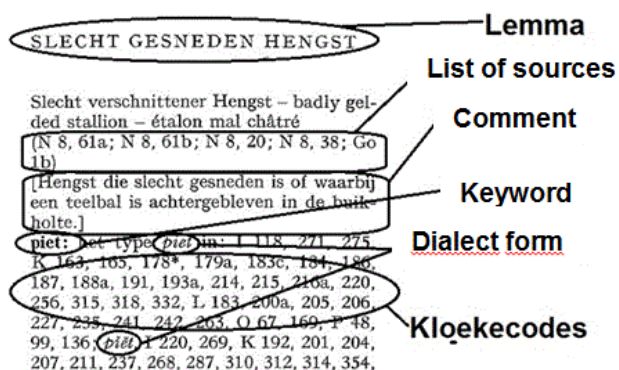 SLECHT GESNEDEN HENGST
Lemma
List of sources
Slecht verschnittener Hengst – badly gel-
ded stallion – étalon mal châtré
(N 8, 61a; N 8, 61b; N 8, 20; N 8, 38; Go
1b)
Comment
[Hengst die slecht gesneden is of waarbij
een teelbal is achtergebleven in de buik-
holte.]
Keyword
piet: het type piet in: I 118, 271, 275,
Dialect form
K 163, 165, 178*, 179a, 183c, 184, 186,
187, 188a, 191, 193a, 214, 215, 216a, 220,
256, 315, 318, 332, L 183, 200a, 205, 206,
227, 235, 241, 242, 263, O 67, 169, P 48,
Kloekecodes
99, 136; piët I 220, 269, K 192, 201, 204,
207, 211, 237, 268, 287, 310, 312, 314, 354,